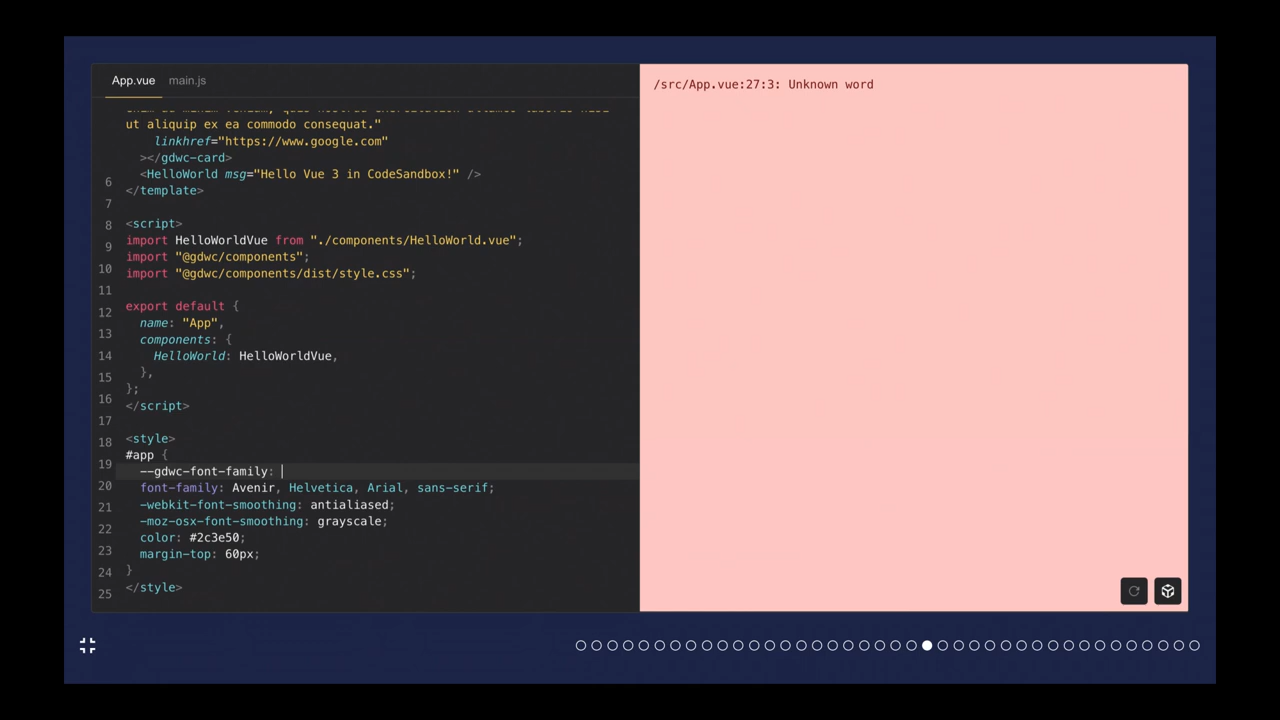 App.vue main.js
/src/App.vue:27:3: Unknown word
ut aliquip ex ea commodo consequat."
linkhref="https://www.google.com"
></gdwc-card>
6 <HelloWorld msg="Hello Vue 3 in CodeSandbox!" />
</template>
7
8 <script>
9 import HelloWorldVue from "./components/HelloWorld.vue";
import "@gdwc/components";
10 import "@gdwc/components/dist/style.css";
11
12 export default {
13 name: "App",
components: {
14 HelloWorld: HelloWorldVue,
15 },
16 };
</script>
17
18 <style>
#app {
19 --gdwc-font-family:
20 font-family: Avenir, Helvetica, Arial, sans-serif;
21 -webkit-font-smoothing: antialiased;
22 -moz-osx-font-smoothing: grayscale;
color: #2c3e50;
23 margin-top: 60px;
24 }
25 </style>